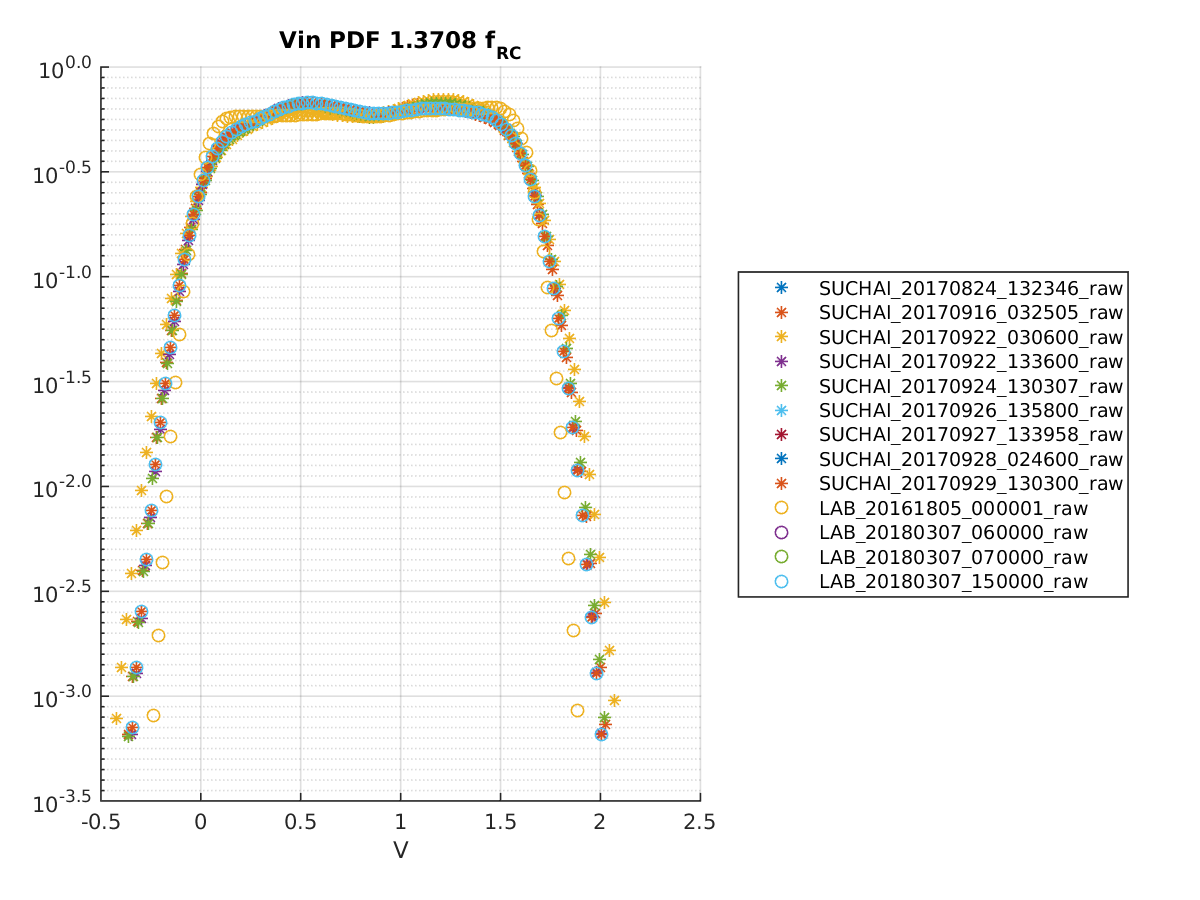 Vin PDF 1.3708 f_RC
10^0.0
10^-0.5
10^-1.0
10^-1.5
10^-2.0
10^-2.5
10^-3.0
10^-3.5
-0.5 0 0.5 1 1.5 2 2.5
V
SUCHAI_20170824_132346_raw
SUCHAI_20170916_032505_raw
SUCHAI_20170922_030600_raw
SUCHAI_20170922_133600_raw
SUCHAI_20170924_130307_raw
SUCHAI_20170926_135800_raw
SUCHAI_20170927_133958_raw
SUCHAI_20170928_024600_raw
SUCHAI_20170929_130300_raw
LAB_20161805_000001_raw
LAB_20180307_060000_raw
LAB_20180307_070000_raw
LAB_20180307_150000_raw